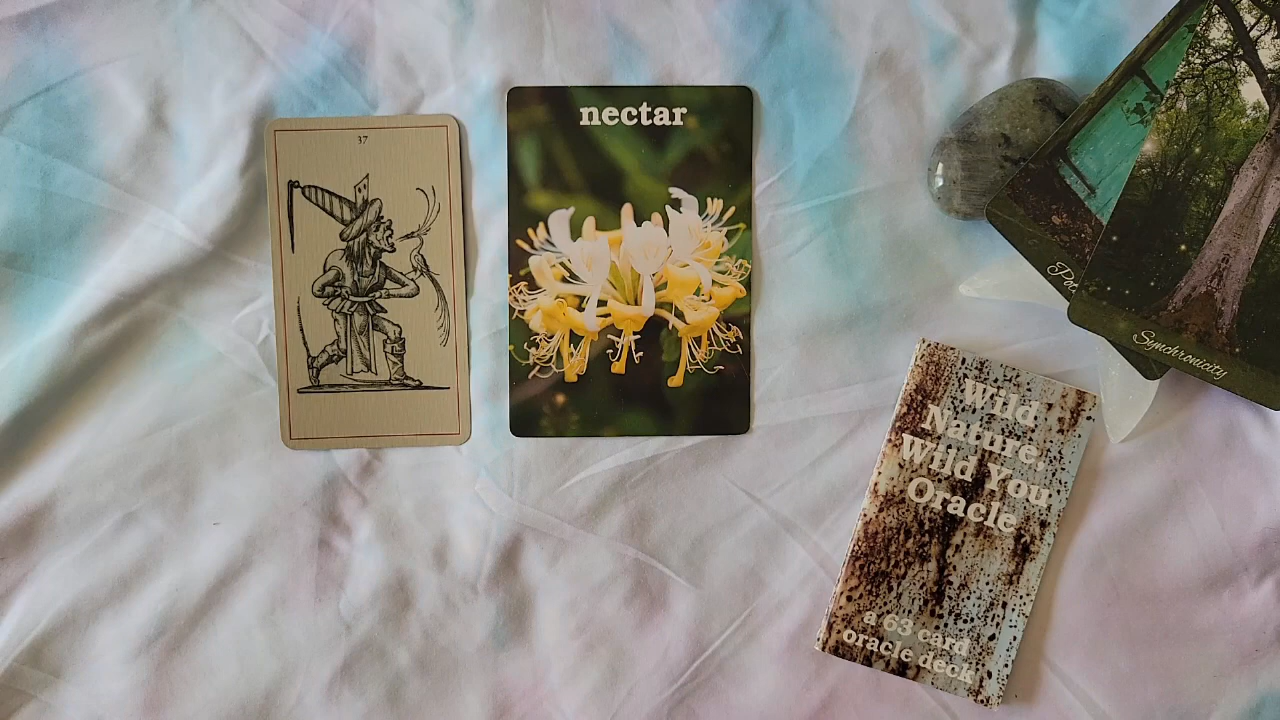 37
nectar
Synchronicity
Wild
Nature,
Wild You
Oracle
a 63 card
oracle deck